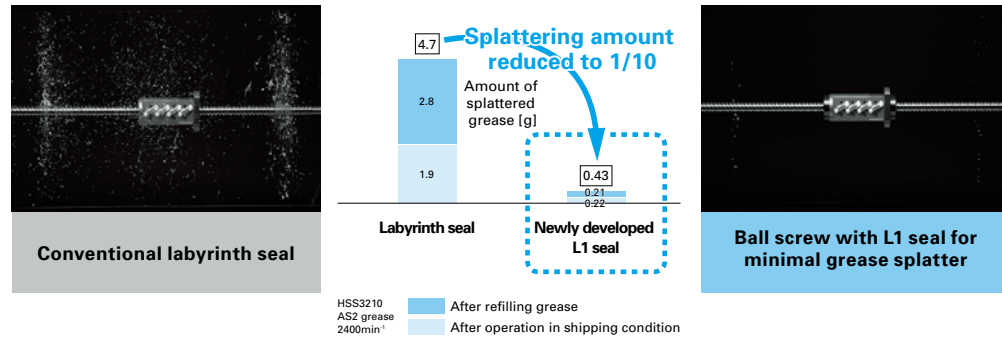 Conventional labyrinth seal
4.7
Splattering amount
reduced to 1/10
Amount of
splattered
grease [g]
2.8
1.9
0.43
0.21
0.22
Labyrinth seal
Newly developed
L1 seal
HSS3210
AS2 grease
2400min⁻¹
After refilling grease
After operation in shipping condition
Ball screw with L1 seal for
minimal grease splatter